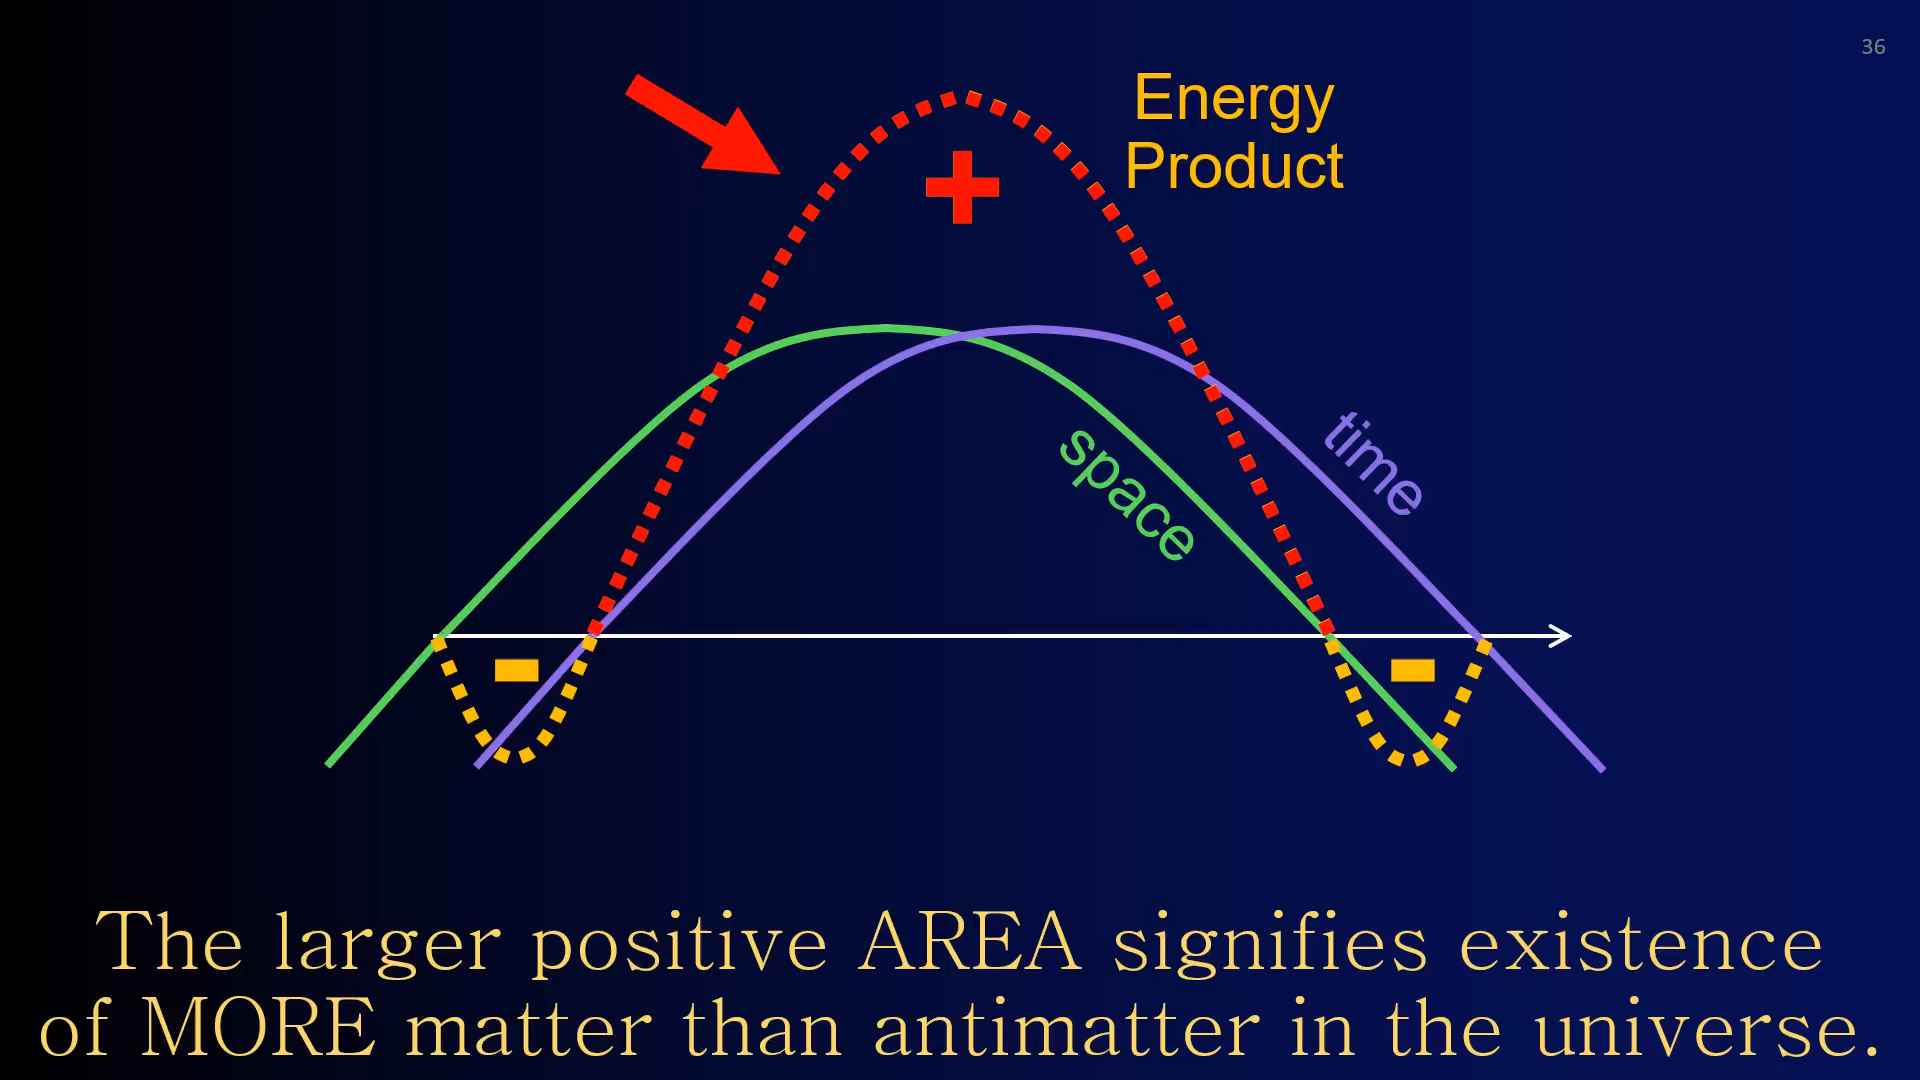 36
Energy
Product
space
time
The larger positive AREA signifies existence
of MORE matter than antimatter in the universe.